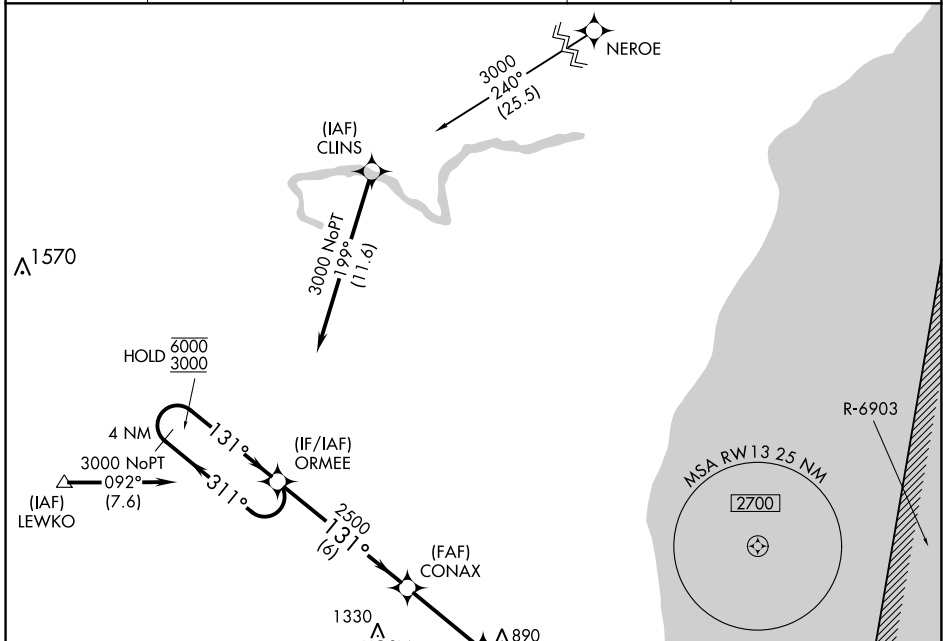 NEROE
3000
240°
(25.5)
(IAF)
CLINS
3000 NoPT
199°
(11.6)
1570
HOLD 6000
3000
R-6903
4 NM
131°
(IF/IAF)
ORMEE
3000 NoPT
092°
(7.6)
311°
(IAF)
LEWKO
MSA RW13 25 NM
2700
2500
131°
(6)
(FAF)
CONAX
1330
890